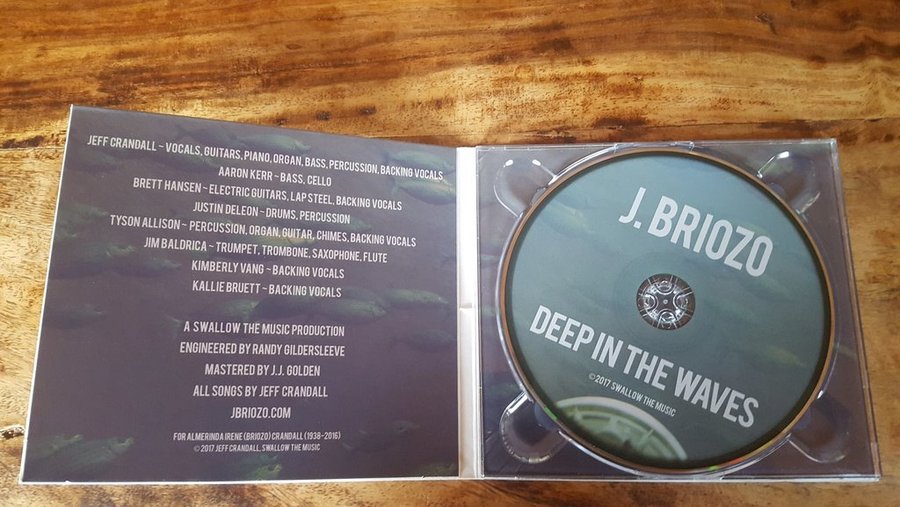 JEFF CRANDALL ~ VOCALS, GUITARS, PIANO, ORGAN, BASS, PERCUSSION, BACKING VOCALS
AARON KERR ~ BASS, CELLO
BRETT HANSEN ~ ELECTRIC GUITARS, LAP STEEL, BACKING VOCALS
JUSTIN DELEON ~ DRUMS, PERCUSSION
TYSON ALLISON ~ PERCUSSION, ORGAN, GUITAR, CHIMES, BACKING VOCALS
JIM BALDRICA ~ TRUMPET, TROMBONE, SAXOPHONE, FLUTE
KIMBERLY VANG ~ BACKING VOCALS
KALLIE BRUETT ~ BACKING VOCALS
A SWALLOW THE MUSIC PRODUCTION
ENGINEERED BY RANDY GILDERSLEEVE
MASTERED BY J.J. GOLDEN
ALL SONGS BY JEFF CRANDALL
JBRIOZO.COM
FOR ALMERINDA IRENE (BRIOZO) CRANDALL (1938-2016)
© 2017 JEFF CRANDALL, SWALLOW THE MUSIC
J. BRIOZO
DEEP IN THE WAVES
©2017 SWALLOW THE MUSIC